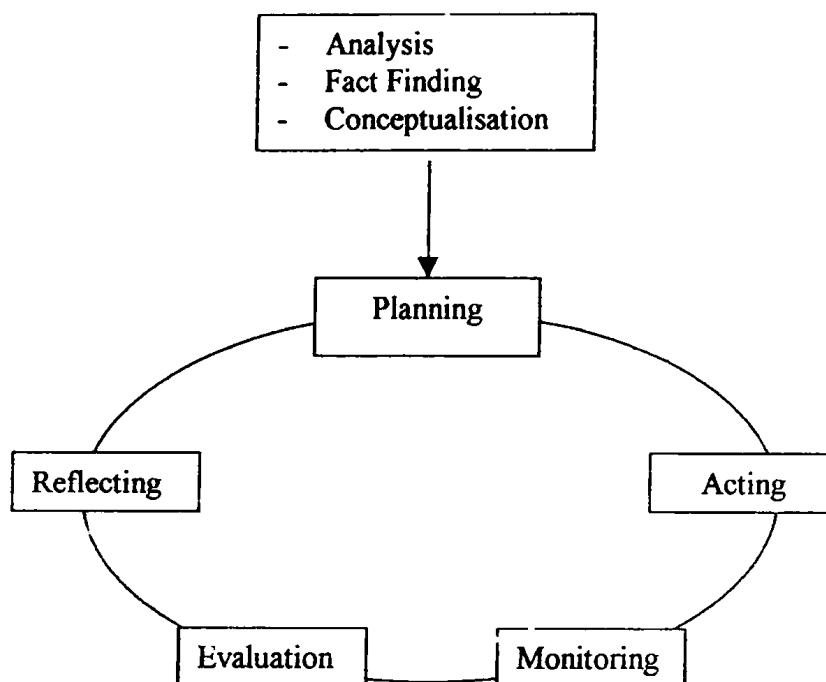 - Analysis
- Fact Finding
- Conceptualisation
Planning
Reflecting
Acting
Evaluation
Monitoring